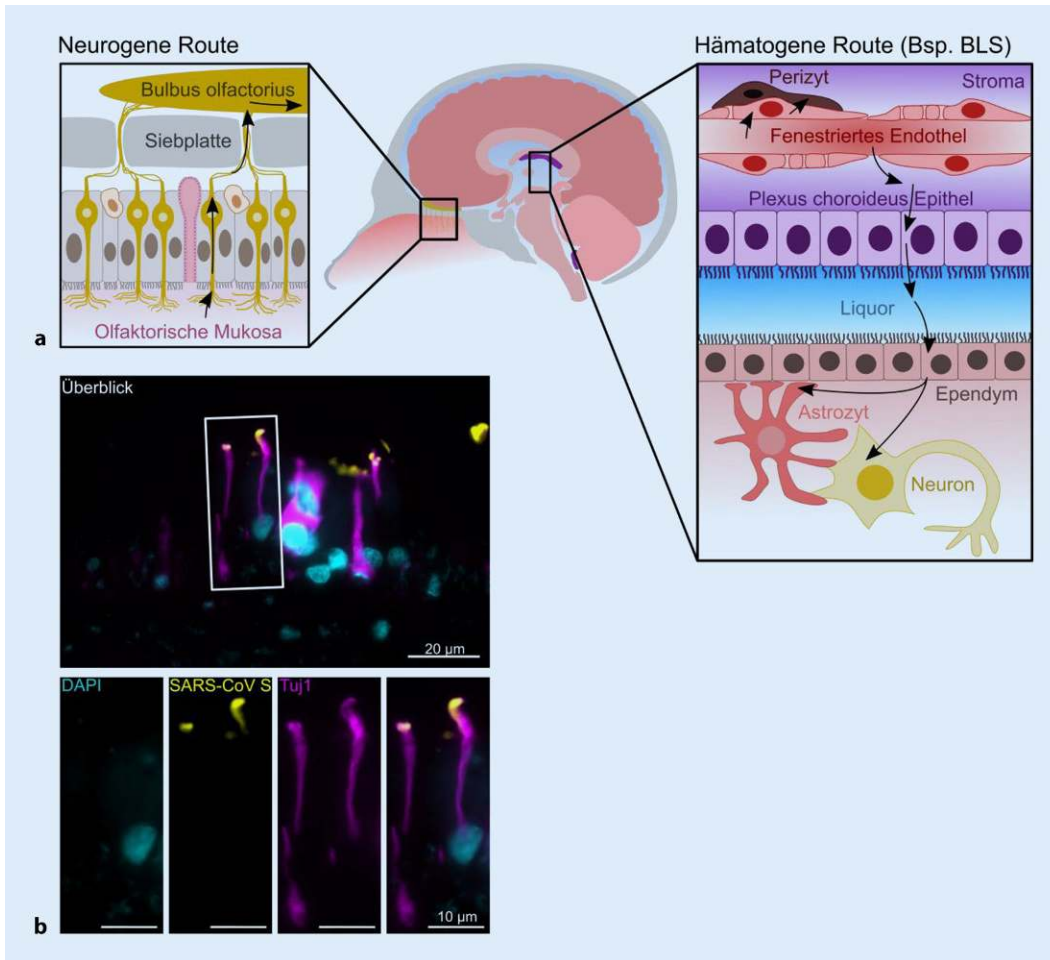 Neurogene Route
Bulbus olfactorius
Siebplatte
Olfaktorische Mukosa
a
Hämatogene Route (Bsp. BLS)
Perizyt
Stroma
Fenestriertes Endothel
Plexus choroideus Epithel
Liquor
Ependym
Astrozyt
Neuron
Überblick
20 µm
DAPI
SARS-CoV S
Tuj1
10 µm
b